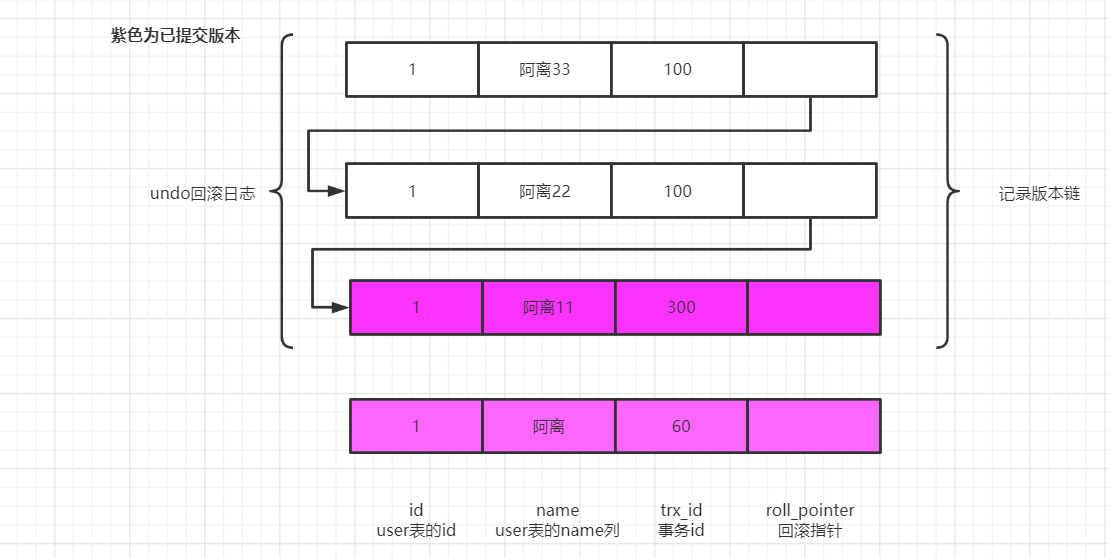 紫色为已提交版本
1 阿离33 100
undo回滚日志
1 阿离22 100
记录版本链
1 阿离11 300
1 阿离 60
id name trx_id roll_pointer
user表的id user表的name列 事务id 回滚指针